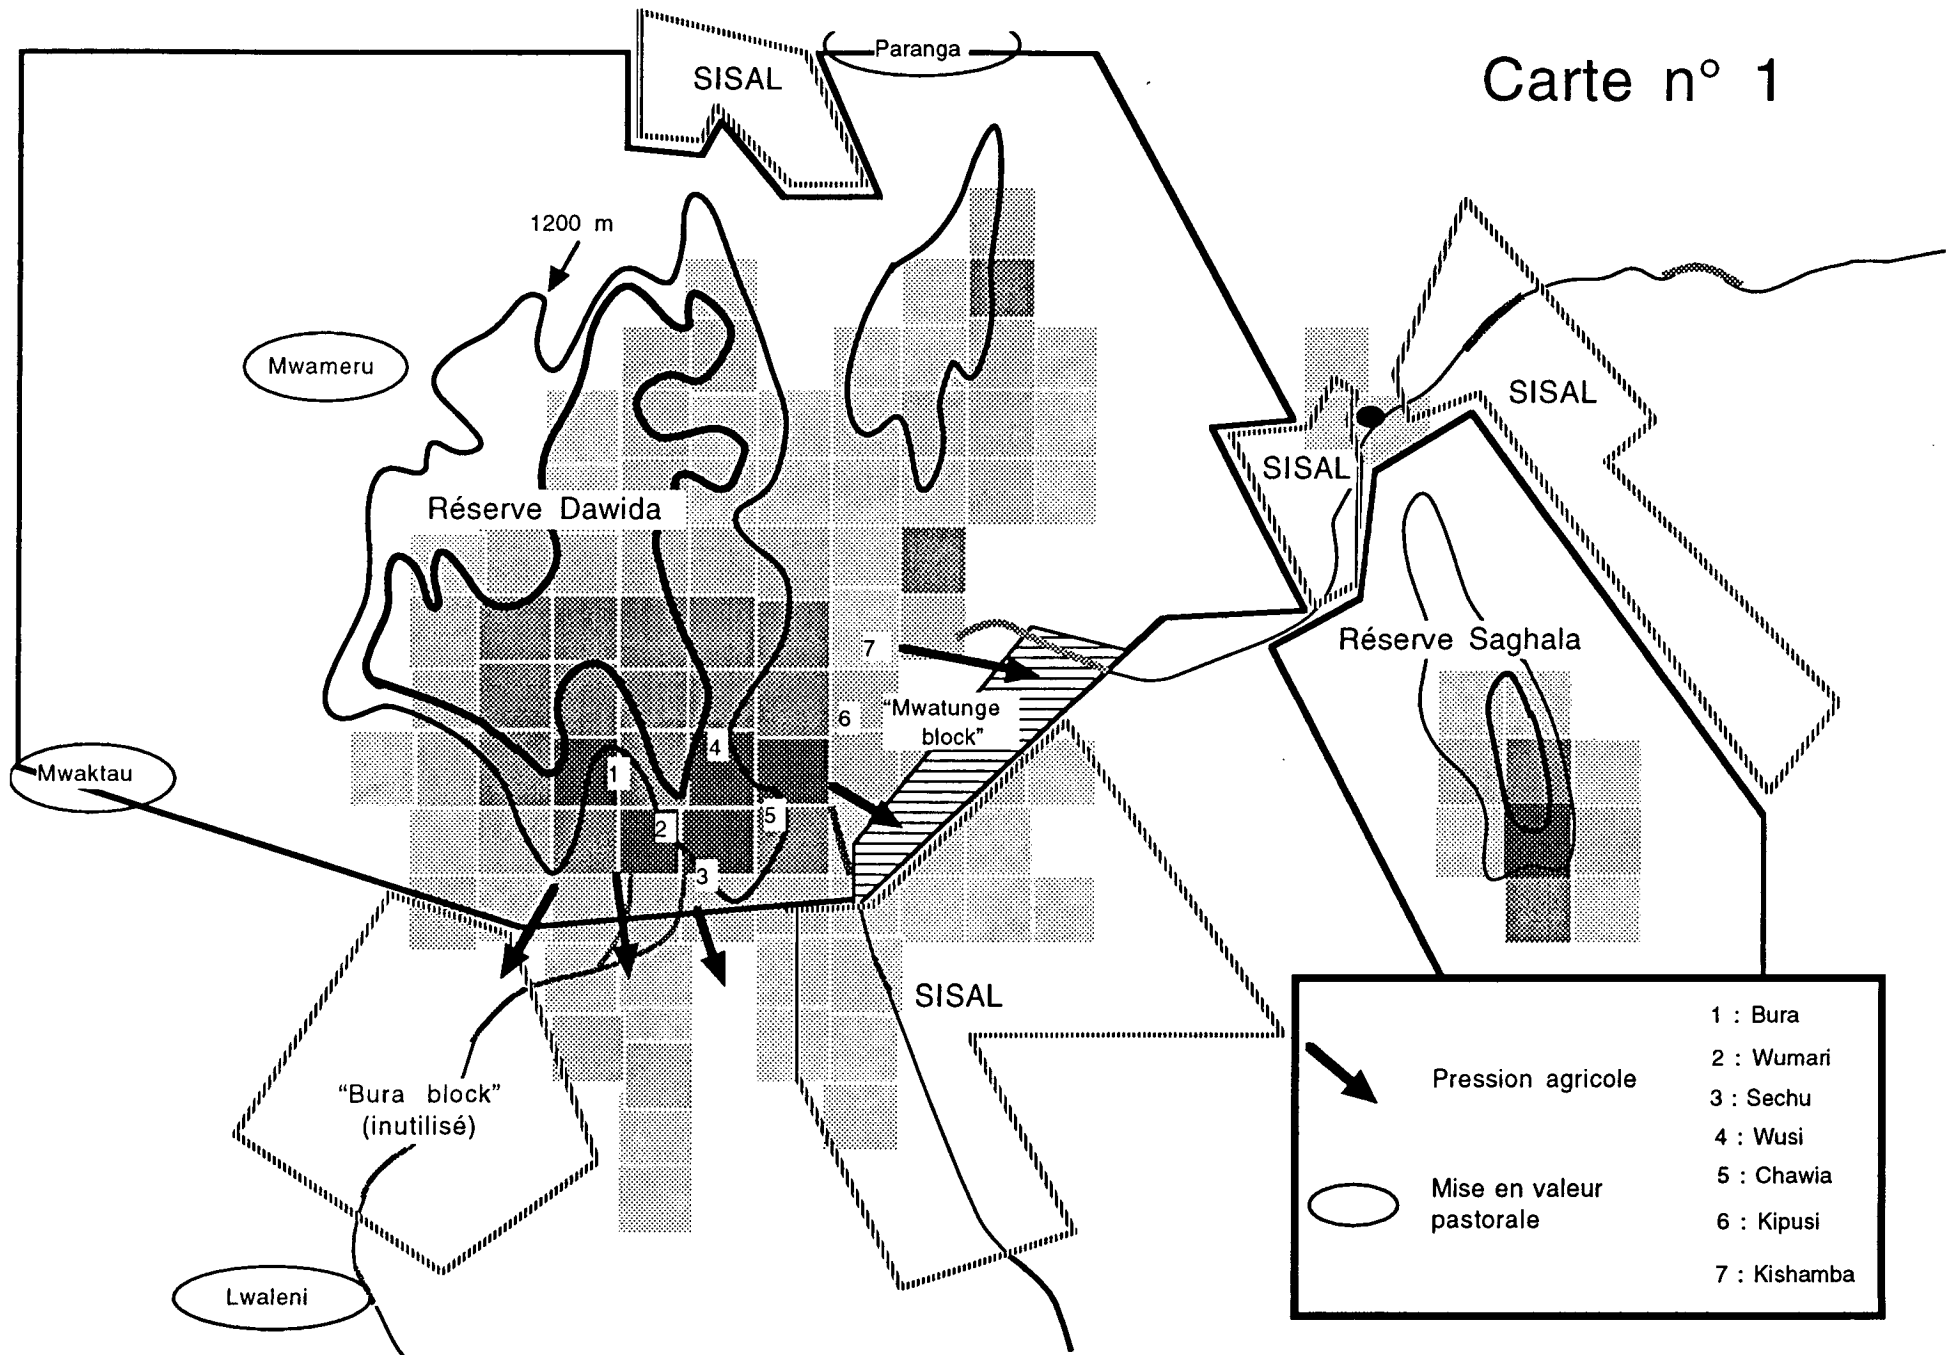 Paranga
Carte n° 1
SISAL
1200 m
Mwameru
SISAL
SISAL
Réserve Dawida
Réserve Saghala
7
"Mwatunge
block"
6
4
Mwaktau
1
5
2
3
SISAL
"Bura block"
(inutilisé)
Lwaleni
Pression agricole
Mise en valeur
pastorale
1 : Bura
2 : Wumari
3 : Sechu
4 : Wusi
5 : Chawia
6 : Kipusi
7 : Kishamba